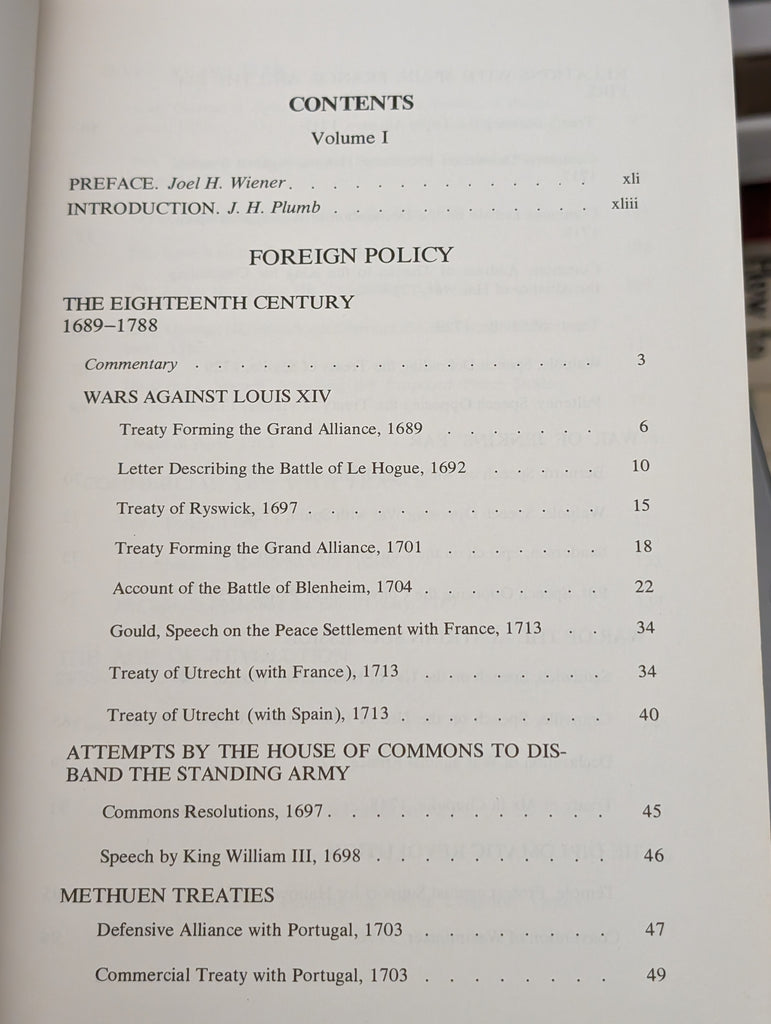 CONTENTS
Volume I
PREFACE. Joel H. Wiener . . . . . . . . . . . . . xli
INTRODUCTION. J. H. Plumb . . . . . . . . . . . . xliii
FOREIGN POLICY
THE EIGHTEENTH CENTURY
1689–1788
Commentary . . . . . . . . . . . . . . . . . . 3
WARS AGAINST LOUIS XIV
Treaty Forming the Grand Alliance, 1689 . . . . . . 6
Letter Describing the Battle of Le Hogue, 1692 . . . . . 10
Treaty of Ryswick, 1697 . . . . . . . . . . . 15
Treaty Forming the Grand Alliance, 1701 . . . . . . 18
Account of the Battle of Blenheim, 1704 . . . . . . . 22
Gould, Speech on the Peace Settlement with France, 1713 . . 34
Treaty of Utrecht (with France), 1713 . . . . . . . 34
Treaty of Utrecht (with Spain), 1713 . . . . . . . . 40
ATTEMPTS BY THE HOUSE OF COMMONS TO DIS-
BAND THE STANDING ARMY
Commons Resolutions, 1697 . . . . . . . . . . . . 45
Speech by King William III, 1698 . . . . . . . . . 46
METHUEN TREATIES
Defensive Alliance with Portugal, 1703 . . . . . . . . 47
Commercial Treaty with Portugal, 1703 . . . . . . . . 49